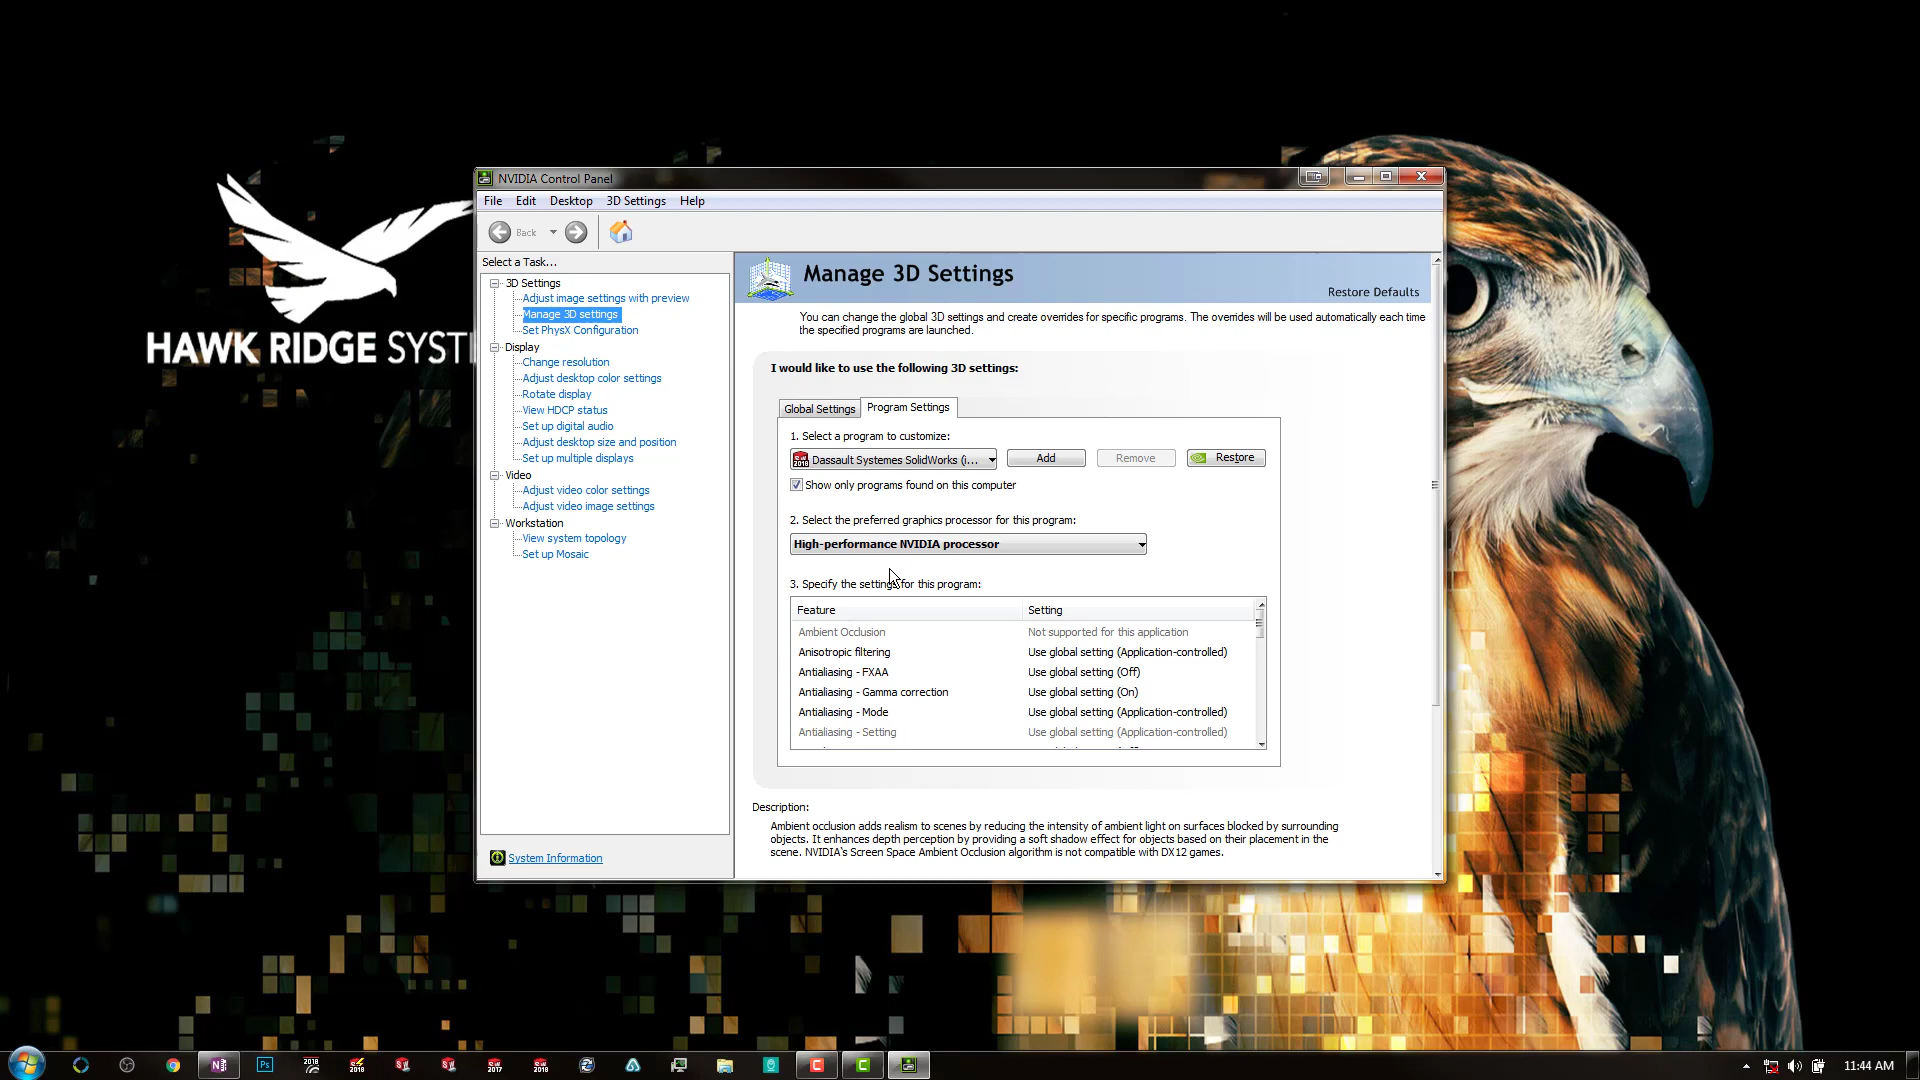 HAWK RIDGE SYSTE
NVIDIA Control Panel
File Edit Desktop 3D Settings Help
Back
Select a Task...
3D Settings
Adjust image settings with preview
Manage 3D settings
Set PhysX Configuration
Display
Change resolution
Adjust desktop color settings
Rotate display
View HDCP status
Set up digital audio
Adjust desktop size and position
Set up multiple displays
Video
Adjust video color settings
Adjust video image settings
Workstation
View system topology
Set up Mosaic
System Information
Manage 3D Settings
Restore Defaults
You can change the global 3D settings and create overrides for specific programs. The overrides will be used automatically each time
the specified programs are launched.
I would like to use the following 3D settings:
Global Settings Program Settings
1. Select a program to customize:
Dassault Systemes SolidWorks (i... Add Remove Restore
Show only programs found on this computer
2. Select the preferred graphics processor for this program:
High-performance NVIDIA processor
3. Specify the settings for this program:
Feature Setting
Ambient Occlusion Not supported for this application
Anisotropic filtering Use global setting (Application-controlled)
Antialiasing - FXAA Use global setting (Off)
Antialiasing - Gamma correction Use global setting (On)
Antialiasing - Mode Use global setting (Application-controlled)
Antialiasing - Setting Use global setting (Application-controlled)
Description:
Ambient occlusion adds realism to scenes by reducing the intensity of ambient light on surfaces blocked by surrounding
objects. It enhances depth perception by providing a soft shadow effect for objects based on their placement in the
scene. NVIDIA's Screen Space Ambient Occlusion algorithm is not compatible with DX12 games.
11:44 AM